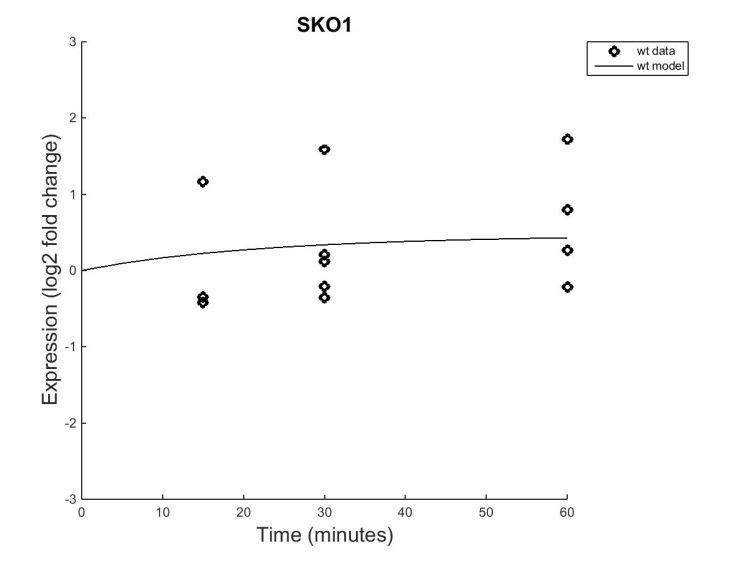 SKO1
wt data
wt model
3
2
1
0
-1
-2
-3
Expression (log2 fold change)
0 10 20 30 40 50 60
Time (minutes)